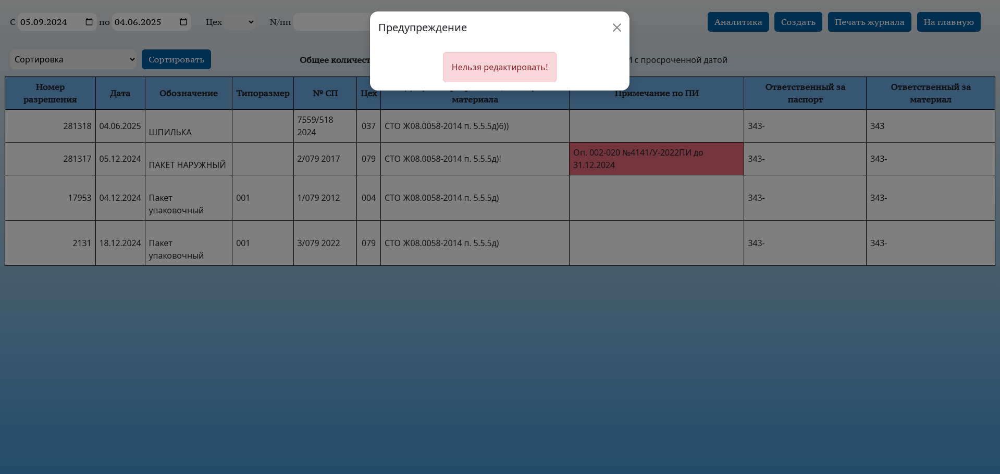 С 05.09.2024 по 04.06.2025 Цех N/пп Аналитика Создать Печать журнала На главную
Предупреждение
Нельзя редактировать!
Сортировка Сортировать Общее с просроченной датой
Номер разрешения Дата Обозначение Типоразмер № СП Цех материала Примечание по ПИ Ответственный за паспорт Ответственный за материал
281318 04.06.2025 ШПИЛЬКА 7559/518 2024 037 СТО Ж08.0058-2014 п. 5.5.5д)6)) 343- 343
281317 05.12.2024 ПАКЕТ НАРУЖНЫЙ 2/079 2017 079 СТО Ж08.0058-2014 п. 5.5.5д)! Оп. 002-020 №4141/У-2022ПИ до 31.12.2024 343- 343-
17953 04.12.2024 Пакет упаковочный 001 1/079 2012 004 СТО Ж08.0058-2014 п. 5.5.5д) 343- 343-
2131 18.12.2024 Пакет упаковочный 001 3/079 2022 079 СТО Ж08.0058-2014 п. 5.5.5д) 343- 343-